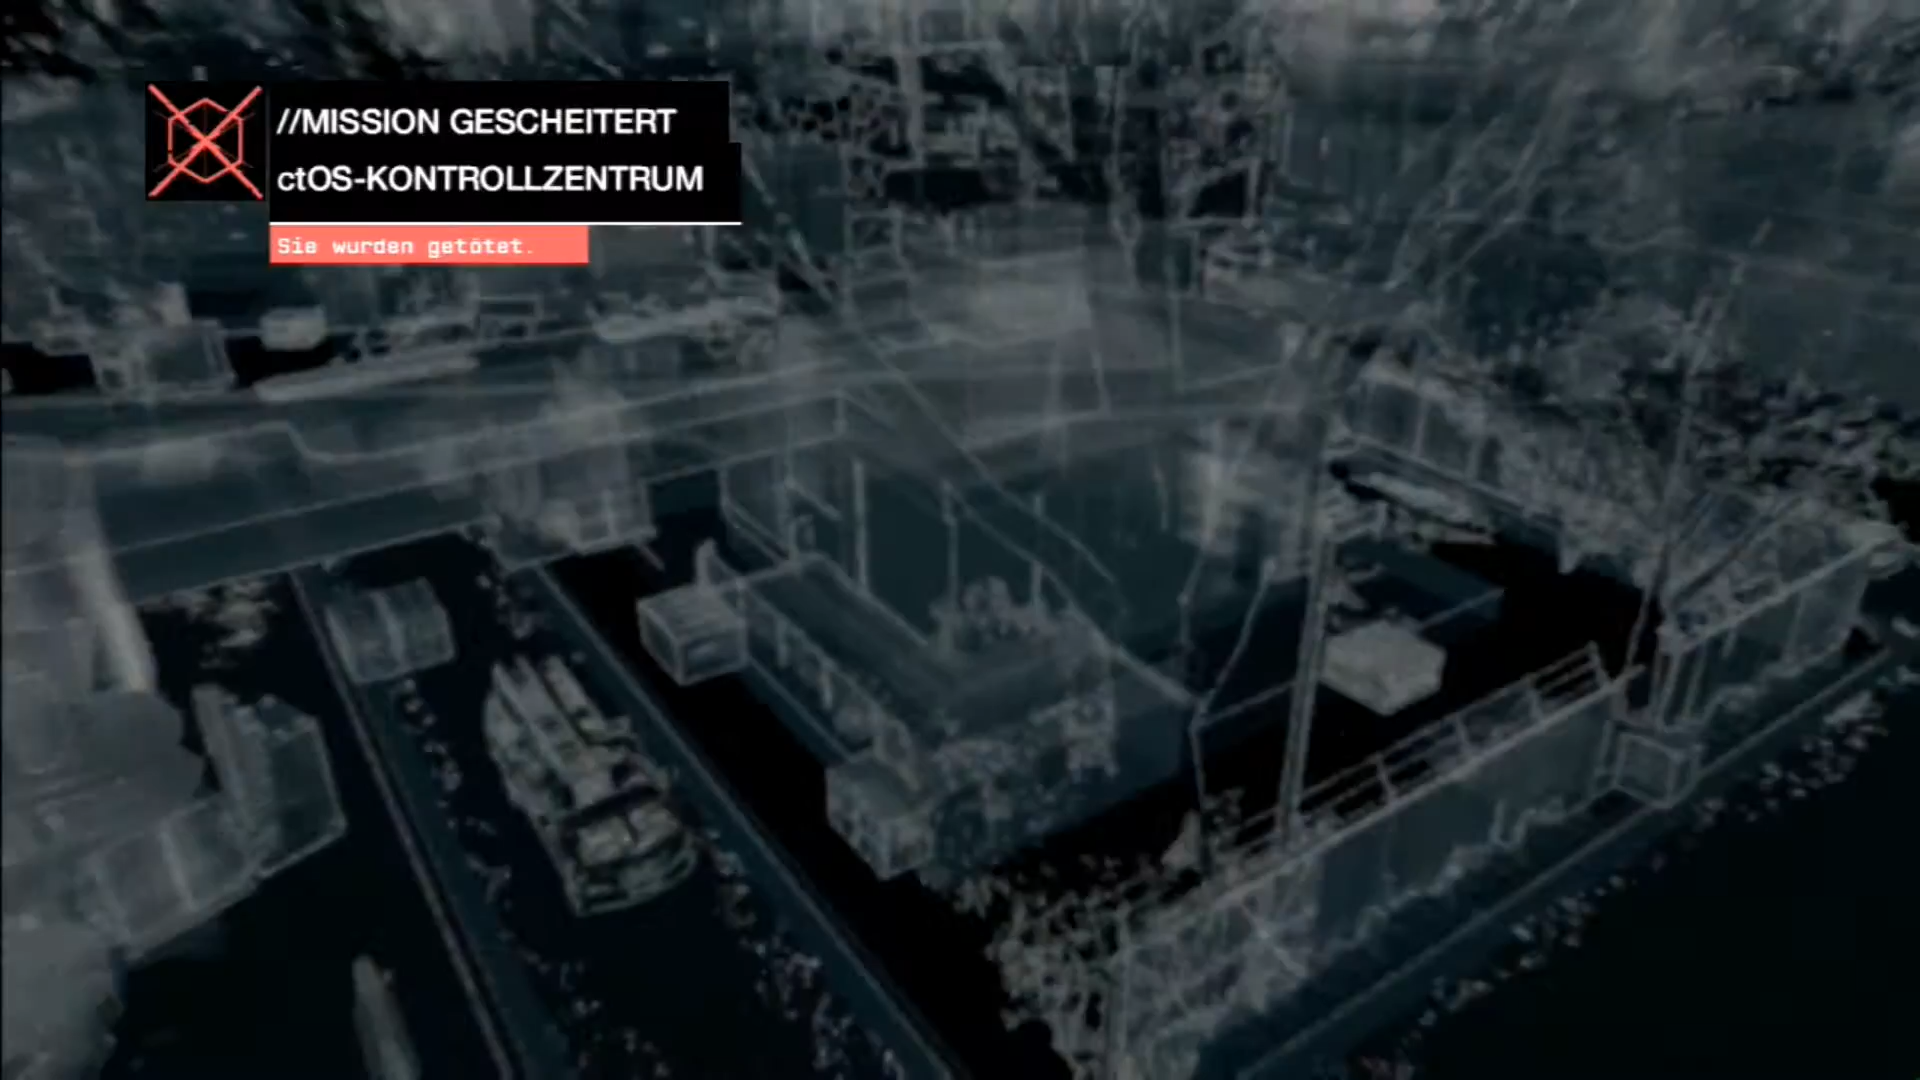 //MISSION GESCHEITERT
ctOS-KONTROLLZENTRUM
Sie wurden getötet.